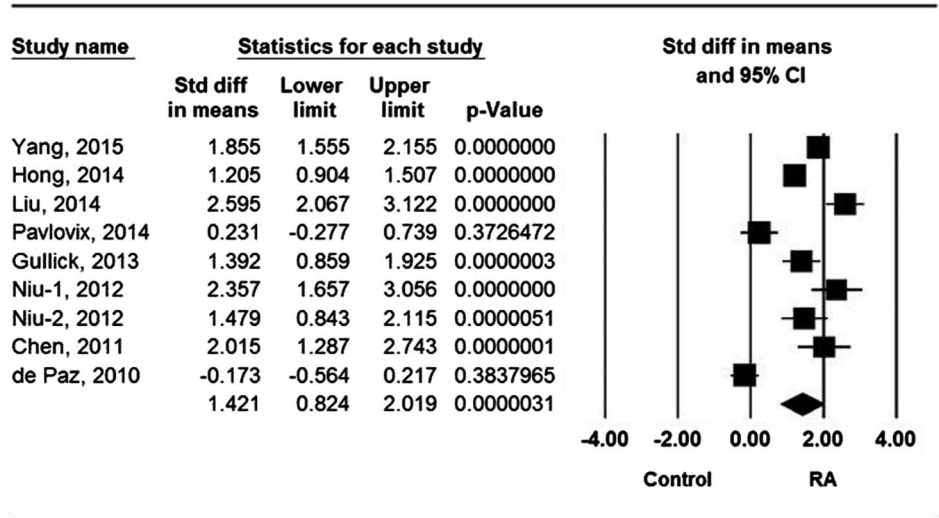 Study name Statistics for each study Std diff in means
and 95% CI
Std diff Lower Upper
in means limit limit p-Value
Yang, 2015 1.855 1.555 2.155 0.0000000
Hong, 2014 1.205 0.904 1.507 0.0000000
Liu, 2014 2.595 2.067 3.122 0.0000000
Pavlovix, 2014 0.231 -0.277 0.739 0.3726472
Gullick, 2013 1.392 0.859 1.925 0.0000003
Niu-1, 2012 2.357 1.657 3.056 0.0000000
Niu-2, 2012 1.479 0.843 2.115 0.0000051
Chen, 2011 2.015 1.287 2.743 0.0000001
de Paz, 2010 -0.173 -0.564 0.217 0.3837965
1.421 0.824 2.019 0.0000031
-4.00 -2.00 0.00 2.00 4.00
Control RA